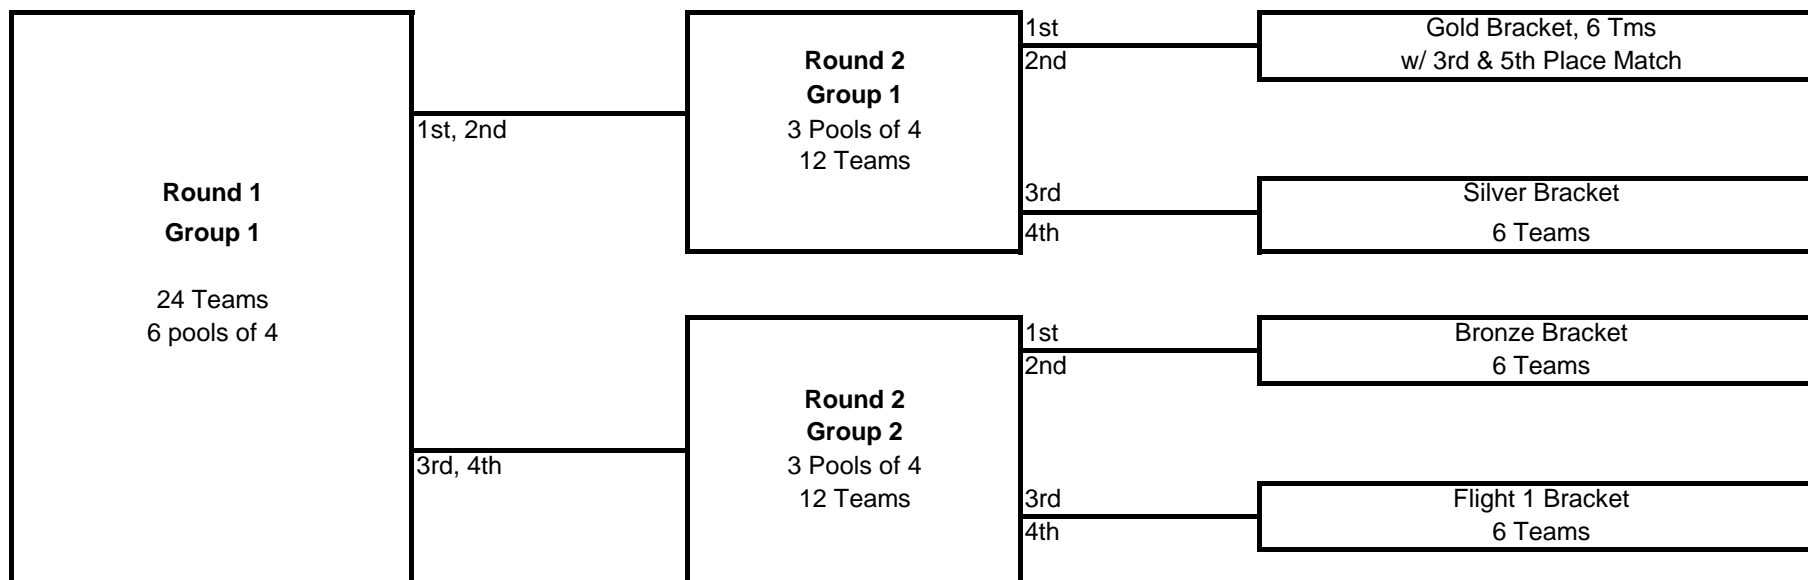 Round 1
Group 1
24 Teams
6 pools of 4
1st, 2nd
3rd, 4th
Round 2
Group 1
3 Pools of 4
12 Teams
1st
2nd
3rd
4th
Gold Bracket, 6 Tms
w/ 3rd & 5th Place Match
Silver Bracket
6 Teams
Round 2
Group 2
3 Pools of 4
12 Teams
1st
2nd
3rd
4th
Bronze Bracket
6 Teams
Flight 1 Bracket
6 Teams